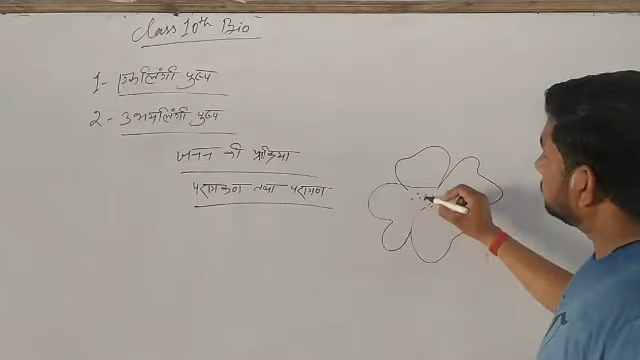 Class 10th Bio
1- एकलिंगी पुष्प
2- उभयलिंगी पुष्प
जनन की प्रक्रिया
परागकण तथा परागण